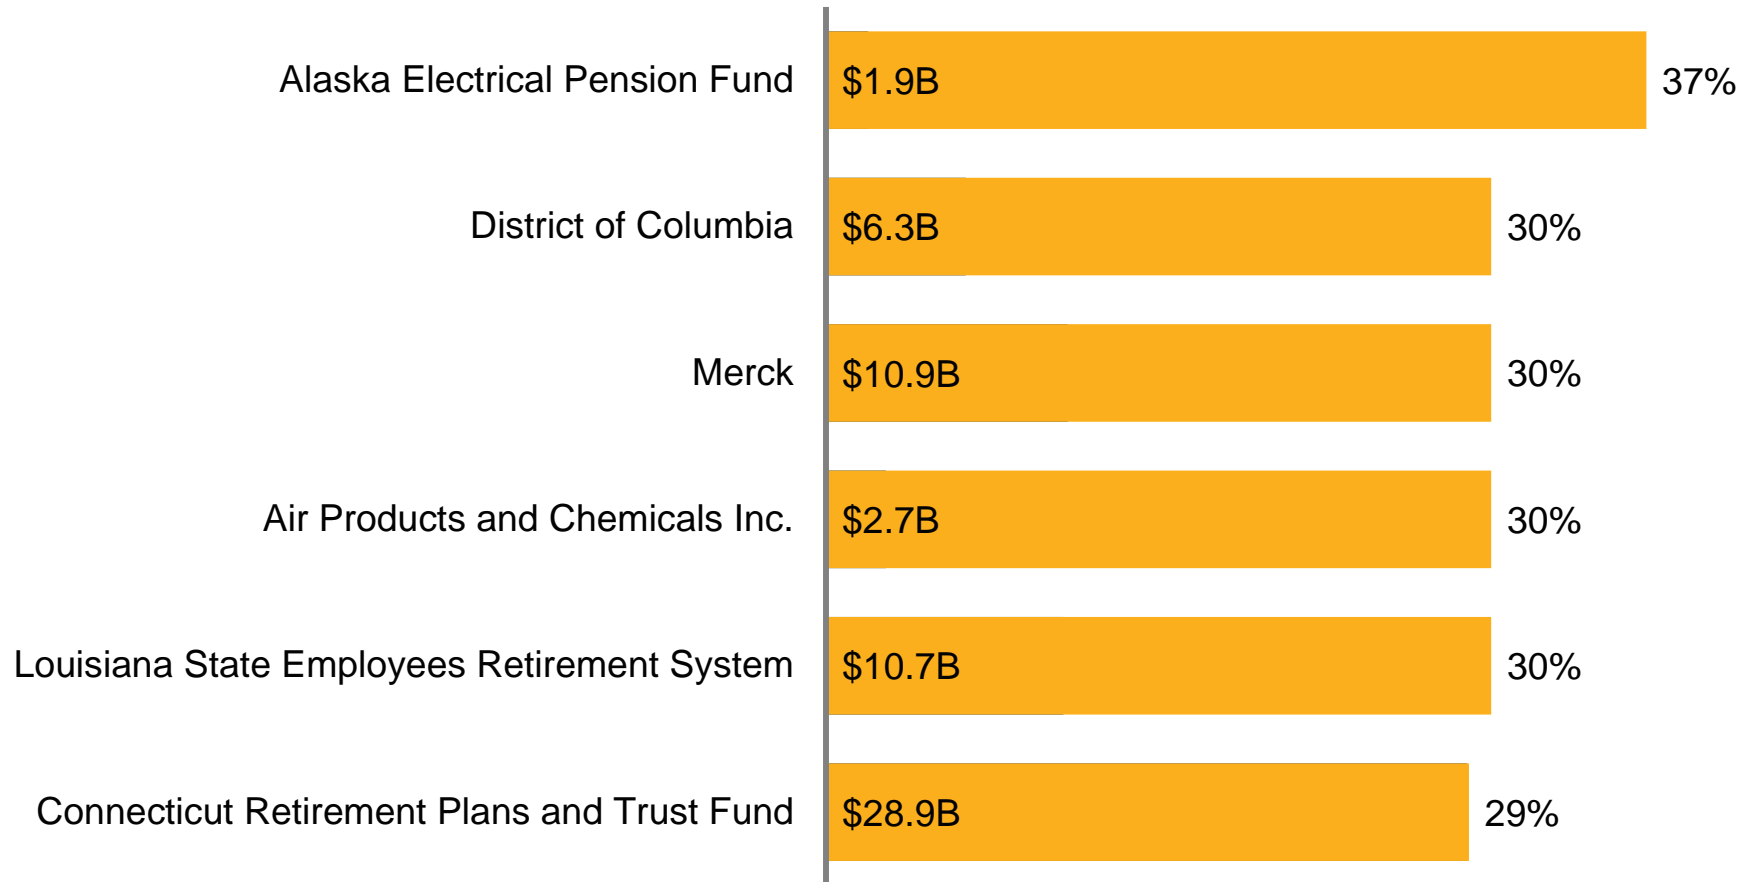 Alaska Electrical Pension Fund $1.9B 37%
District of Columbia $6.3B 30%
Merck $10.9B 30%
Air Products and Chemicals Inc. $2.7B 30%
Louisiana State Employees Retirement System $10.7B 30%
Connecticut Retirement Plans and Trust Fund $28.9B 29%